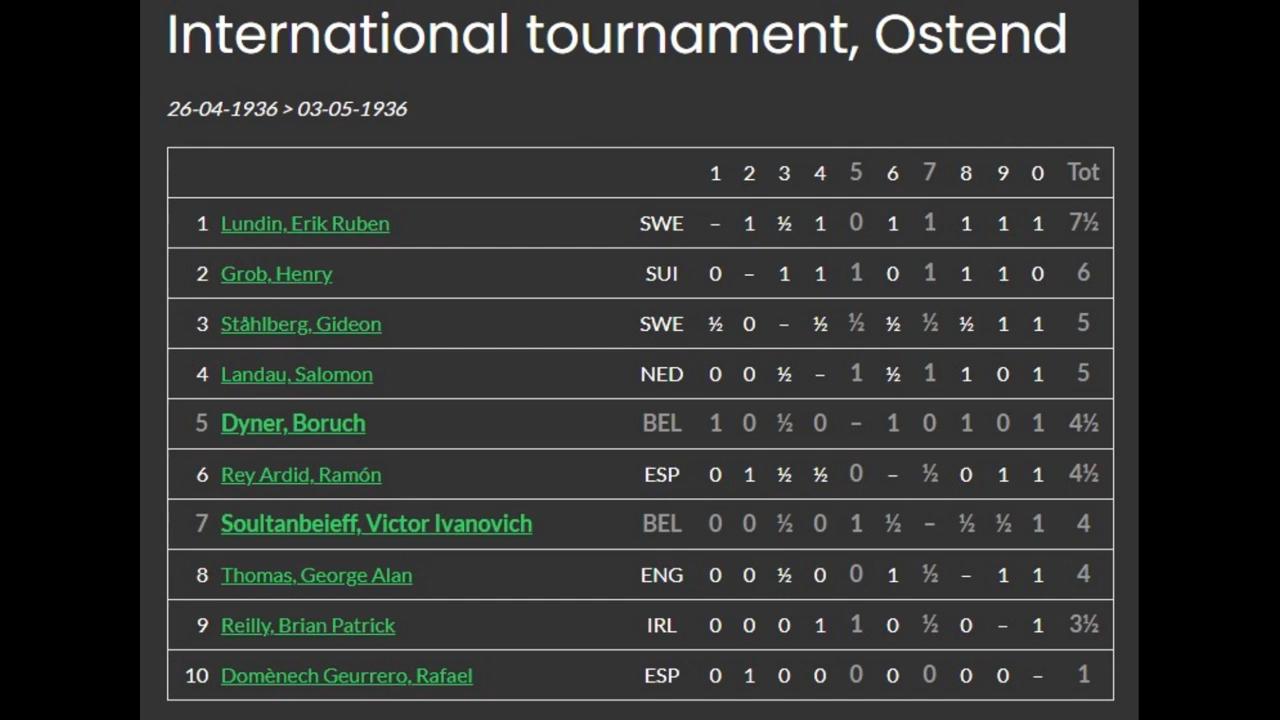 International tournament, Ostend
26-04-1936 > 03-05-1936
1 2 3 4 5 6 7 8 9 0 Tot
1 Lundin, Erik Ruben SWE – 1 ½ 1 0 1 1 1 1 1 7½
2 Grob, Henry SUI 0 – 1 1 1 0 1 1 1 0 6
3 Ståhlberg, Gideon SWE ½ 0 – ½ ½ ½ ½ ½ 1 1 5
4 Landau, Salomon NED 0 0 ½ – 1 ½ 1 1 0 1 5
5 Dyner, Boruch BEL 1 0 ½ 0 – 1 0 1 0 1 4½
6 Rey Ardid, Ramón ESP 0 1 ½ ½ 0 – ½ 0 1 1 4½
7 Soultanbeieff, Victor Ivanovich BEL 0 0 ½ 0 1 ½ – ½ ½ 1 4
8 Thomas, George Alan ENG 0 0 ½ 0 0 1 ½ – 1 1 4
9 Reilly, Brian Patrick IRL 0 0 0 1 1 0 ½ 0 – 1 3½
10 Domènech Geurrero, Rafael ESP 0 1 0 0 0 0 0 0 0 – 1